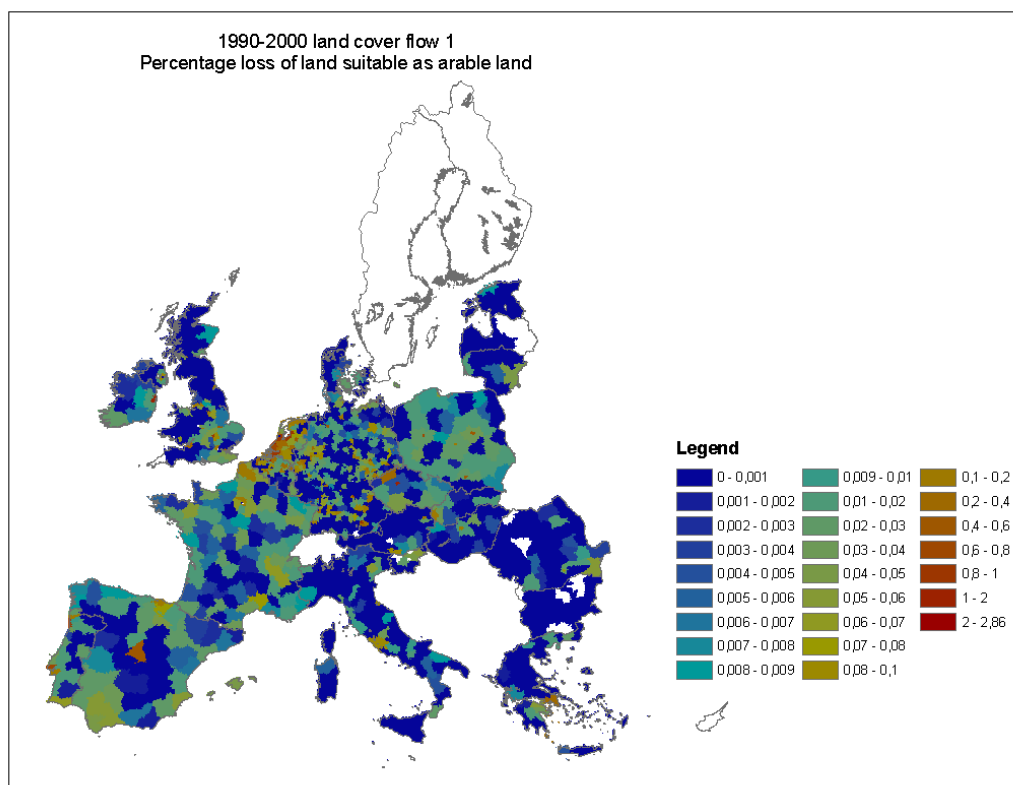 1990-2000 land cover flow 1
Percentage loss of land suitable as arable land
Legend
0 - 0,001
0,001 - 0,002
0,002 - 0,003
0,003 - 0,004
0,004 - 0,005
0,005 - 0,006
0,006 - 0,007
0,007 - 0,008
0,008 - 0,009
0,009 - 0,01
0,01 - 0,02
0,02 - 0,03
0,03 - 0,04
0,04 - 0,05
0,05 - 0,06
0,06 - 0,07
0,07 - 0,08
0,08 - 0,1
0,1 - 0,2
0,2 - 0,4
0,4 - 0,6
0,6 - 0,8
0,8 - 1
1 - 2
2 - 2,86